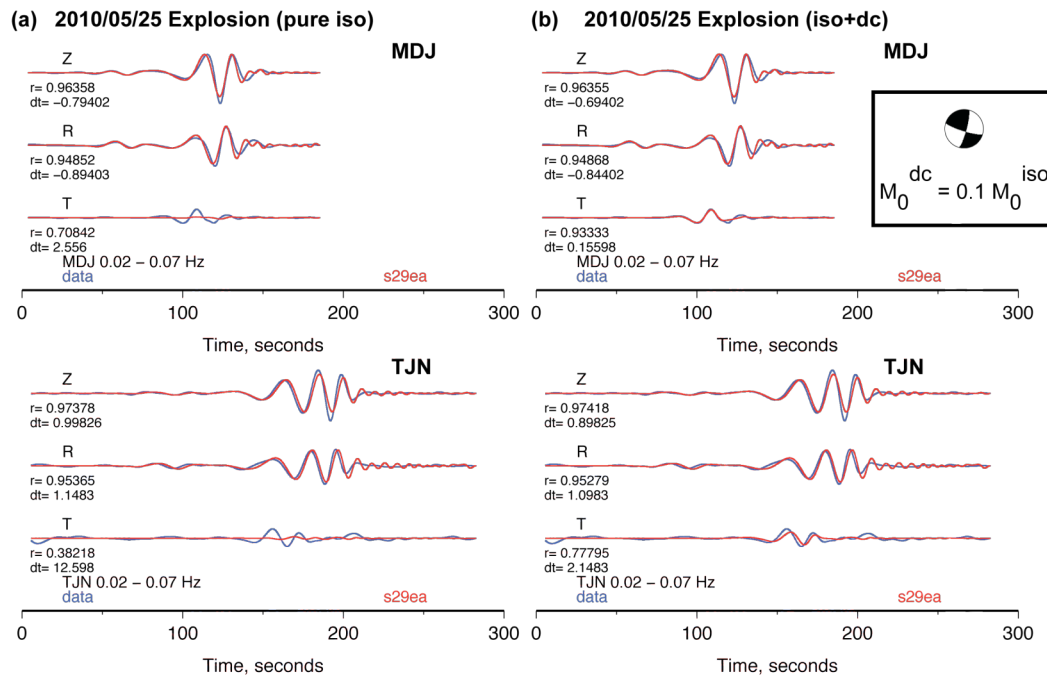 (a) 2010/05/25 Explosion (pure iso)
MDJ
Z
r= 0.96358
dt= −0.79402
R
r= 0.94852
dt= −0.89403
T
r= 0.70842
dt= 2.556
MDJ 0.02 − 0.07 Hz
data s29ea
0 100 200 300
Time, seconds
TJN
Z
r= 0.97378
dt= 0.99826
R
r= 0.95365
dt= 1.1483
T
r= 0.38218
dt= 12.598
TJN 0.02 − 0.07 Hz
data s29ea
0 100 200 300
Time, seconds
(b) 2010/05/25 Explosion (iso+dc)
MDJ
Z
r= 0.96355
dt= −0.69402
R
r= 0.94868
dt= −0.84402
T
r= 0.93333
dt= 0.15598
MDJ 0.02 − 0.07 Hz
data s29ea
0 100 200 300
Time, seconds
M0 dc = 0.1 M0 iso
TJN
Z
r= 0.97418
dt= 0.89825
R
r= 0.95279
dt= 1.0983
T
r= 0.77795
dt= 2.1483
TJN 0.02 − 0.07 Hz
data s29ea
0 100 200 300
Time, seconds